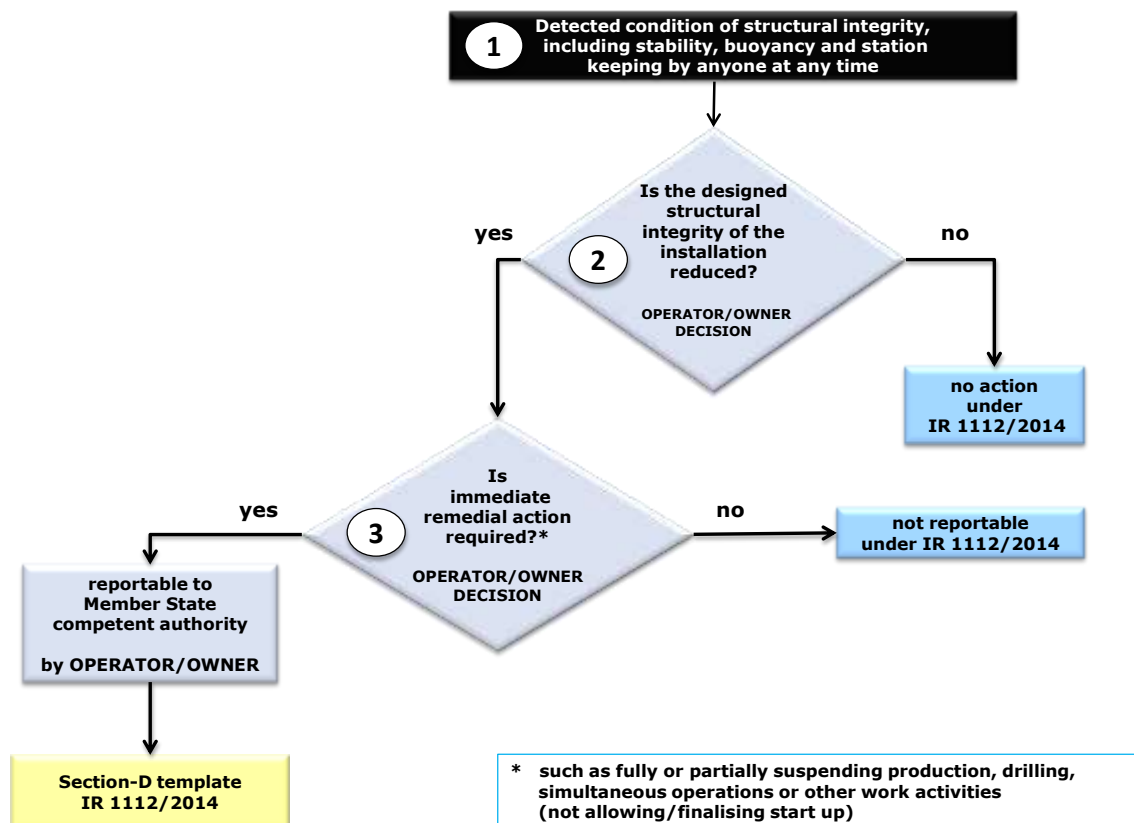 1
Detected condition of structural integrity,
including stability, buoyancy and station
keeping by anyone at any time
Is the designed
structural
integrity of the
installation
reduced?
2
OPERATOR/OWNER
DECISION
yes
no
no action
under
IR 1112/2014
Is
immediate
remedial action
required?*
3
OPERATOR/OWNER
DECISION
yes
no
not reportable
under IR 1112/2014
reportable to
Member State
competent authority
by OPERATOR/OWNER
Section-D template
IR 1112/2014
* such as fully or partially suspending production, drilling,
simultaneous operations or other work activities
(not allowing/finalising start up)